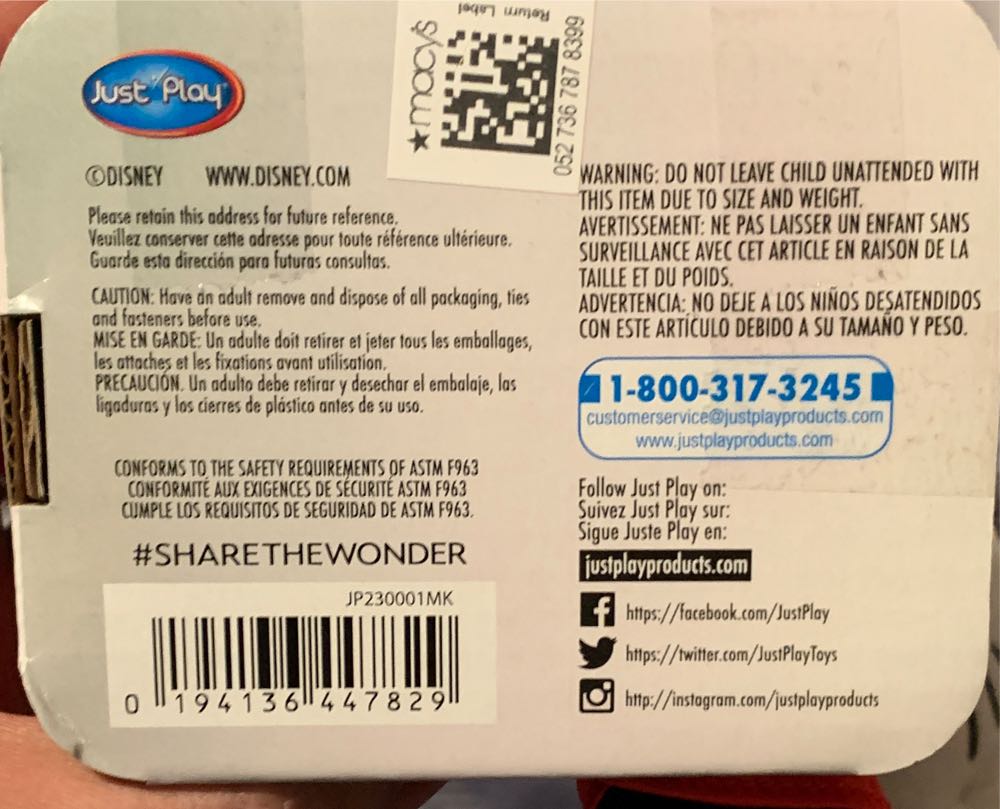 Just Play
★macy's
Return Label
052 736 787 8399
©DISNEY WWW.DISNEY.COM
Please retain this address for future reference.
Veuillez conserver cette adresse pour toute référence ultérieure.
Guarde esta dirección para futuras consultas.
CAUTION: Have an adult remove and dispose of all packaging, ties
and fasteners before use.
MISE EN GARDE: Un adulte doit retirer et jeter tous les emballages,
les attaches et les fixations avant utilisation.
PRECAUCIÓN. Un adulto debe retirar y desechar el embalaje, las
ligaduras y los cierres de plástico antes de su uso.
CONFORMS TO THE SAFETY REQUIREMENTS OF ASTM F963
CONFORMITÉ AUX EXIGENCES DE SÉCURITÉ ASTM F963
CUMPLE LOS REQUISITOS DE SEGURIDAD DE ASTM F963.
#SHARETHEWONDER
JP230001MK
0 194136 447829
WARNING: DO NOT LEAVE CHILD UNATTENDED WITH
THIS ITEM DUE TO SIZE AND WEIGHT.
AVERTISSEMENT: NE PAS LAISSER UN ENFANT SANS
SURVEILLANCE AVEC CET ARTICLE EN RAISON DE LA
TAILLE ET DU POIDS.
ADVERTENCIA: NO DEJE A LOS NIÑOS DESATENDIDOS
CON ESTE ARTÍCULO DEBIDO A SU TAMAÑO Y PESO.
1-800-317-3245
customerservice@justplayproducts.com
www.justplayproducts.com
Follow Just Play on:
Suivez Just Play sur:
Sigue Juste Play en:
justplayproducts.com
https://facebook.com/JustPlay
https://twitter.com/JustPlayToys
http://instagram.com/justplayproducts